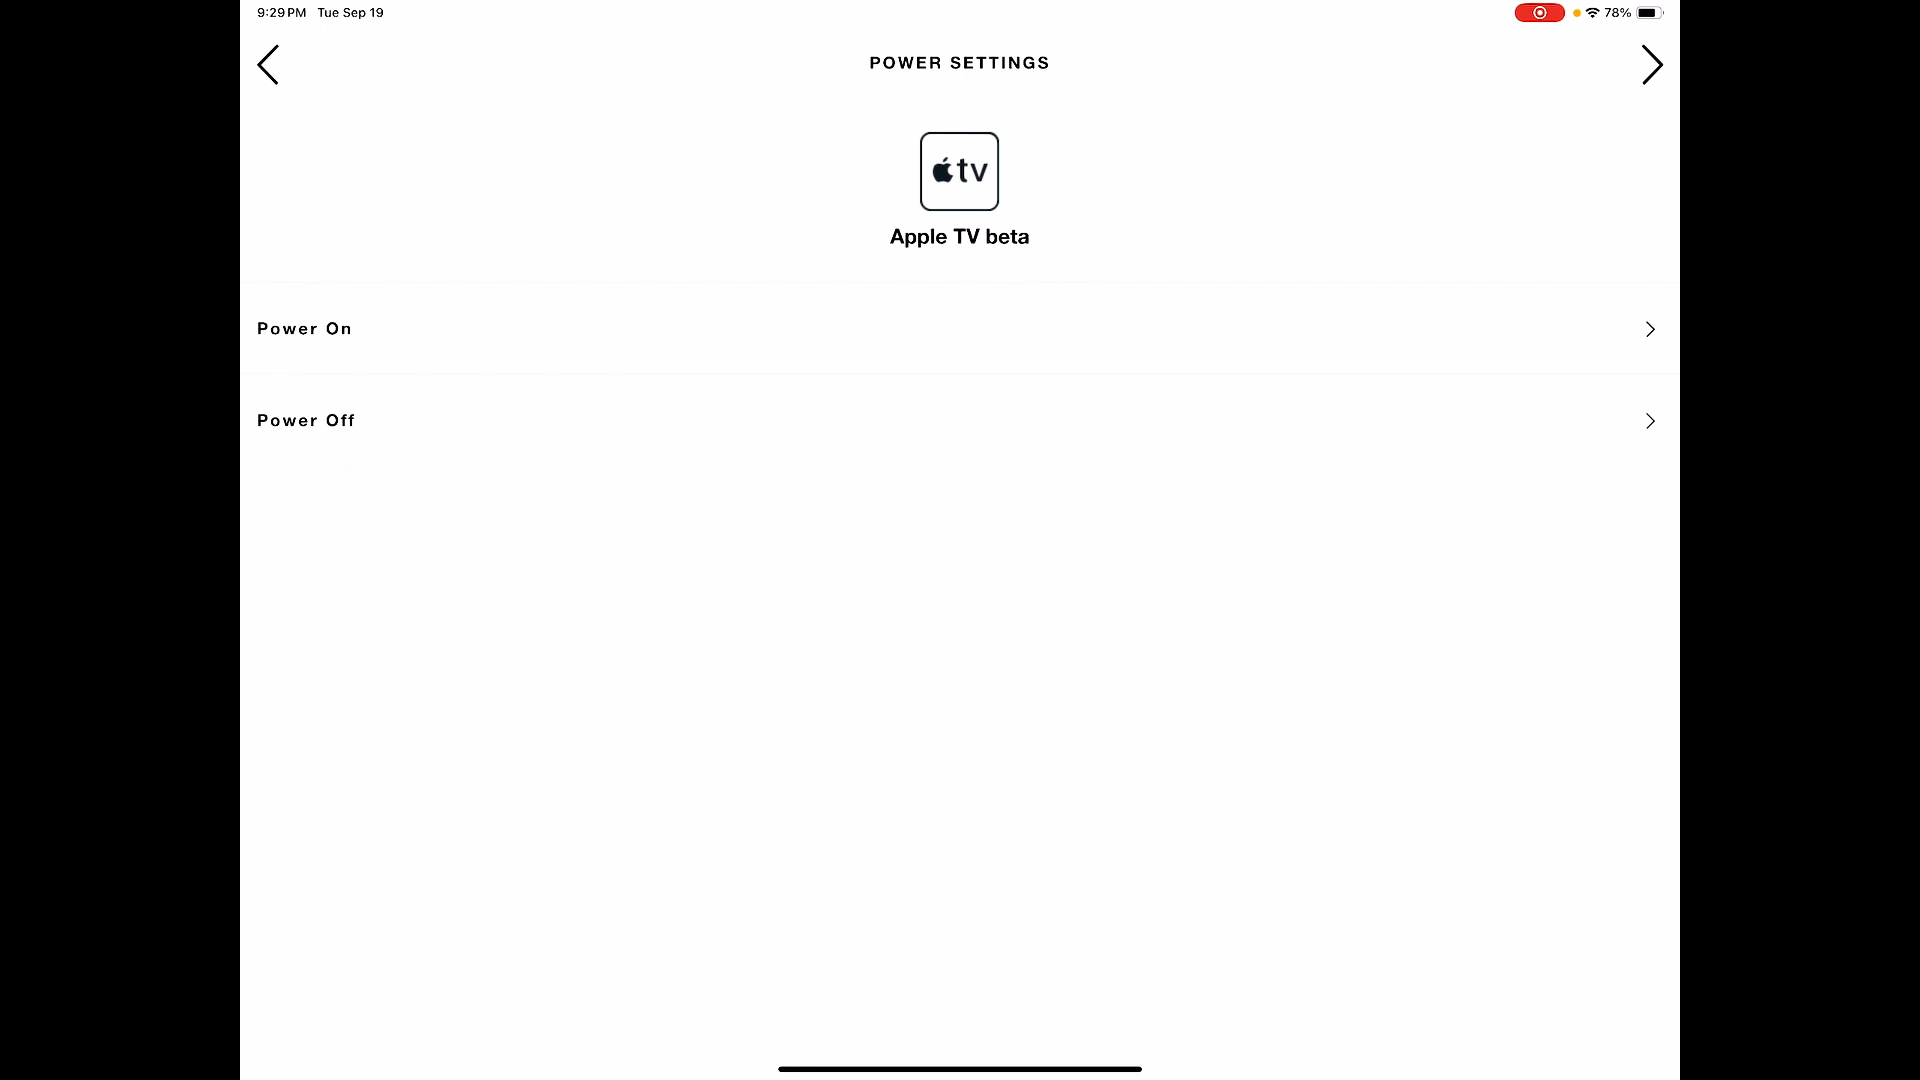 9:29 PM Tue Sep 19
78%
POWER SETTINGS
tv
Apple TV beta
Power On
Power Off